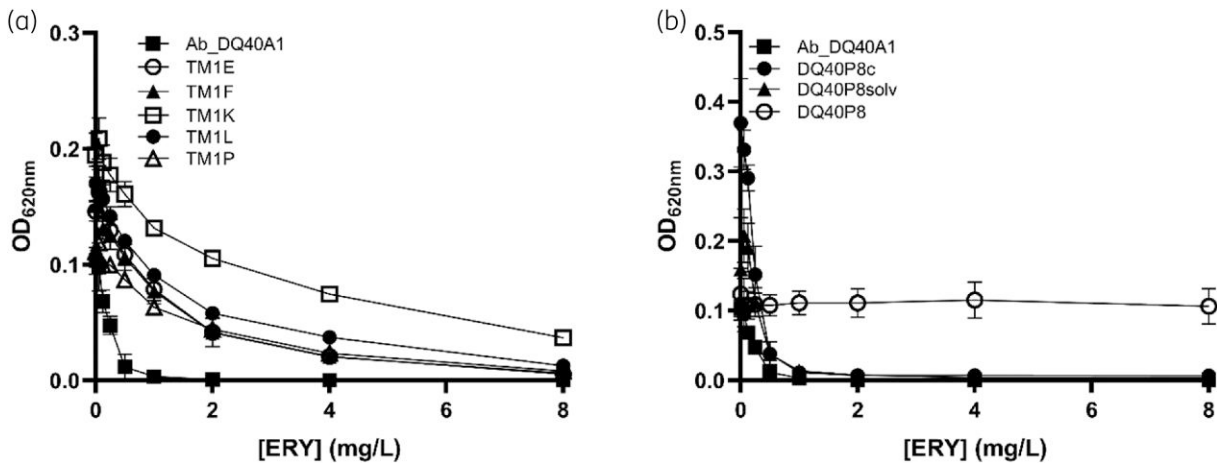 (a)
0.3
0.2
0.1
0.0
OD620nm
Ab_DQ40A1
TM1E
TM1F
TM1K
TM1L
TM1P
0 2 4 6 8
[ERY] (mg/L)
(b)
0.5
0.4
0.3
0.2
0.1
0.0
OD620nm
Ab_DQ40A1
DQ40P8c
DQ40P8solv
DQ40P8
0 2 4 6 8
[ERY] (mg/L)